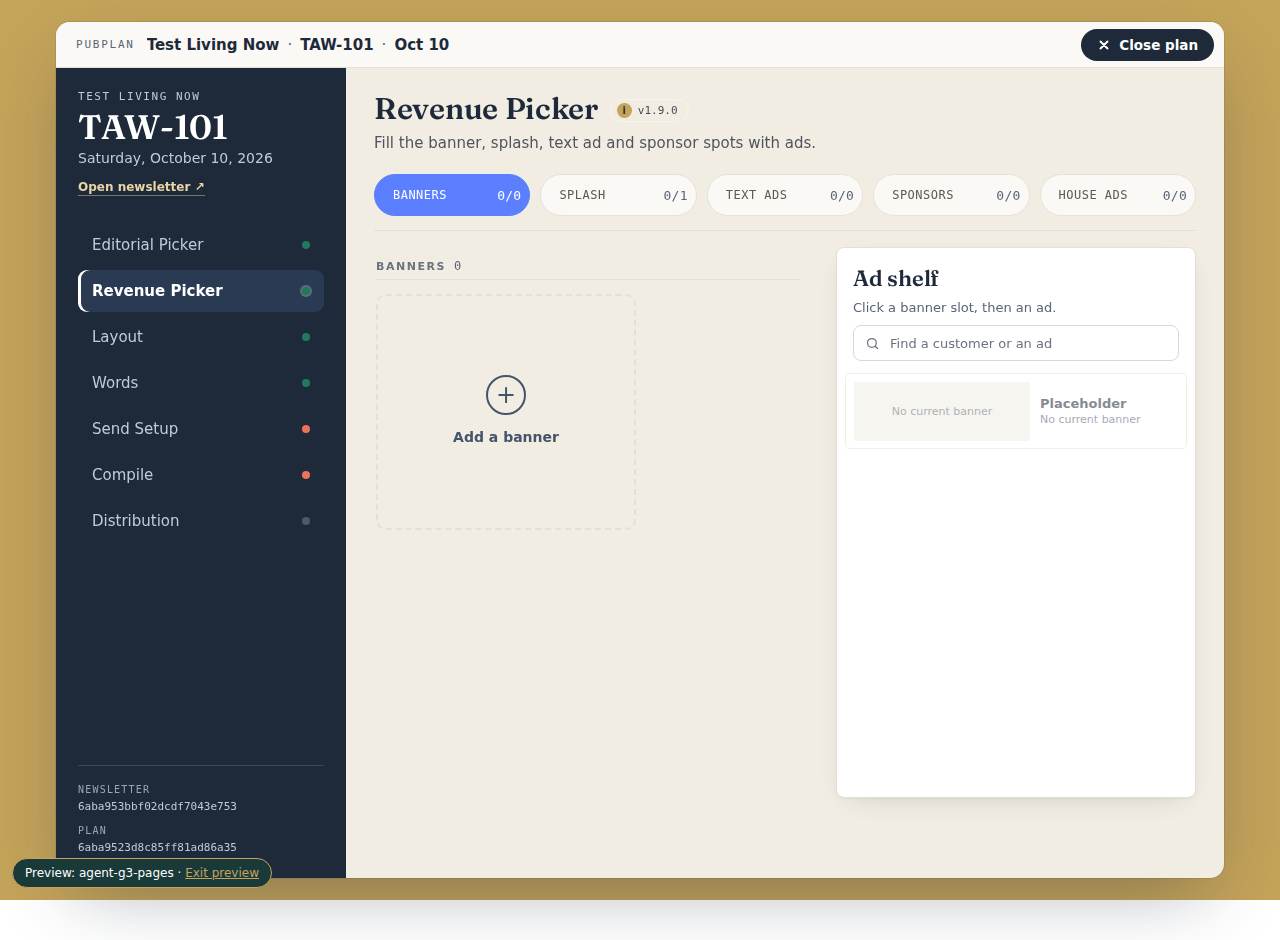 PUBPLAN Test Living Now · TAW-101 · Oct 10
Close plan
TEST LIVING NOW
TAW-101
Saturday, October 10, 2026
Open newsletter ↗
Editorial Picker
Revenue Picker
Layout
Words
Send Setup
Compile
Distribution
NEWSLETTER
6aba953bbf02dcdf7043e753
PLAN
6aba9523d8c85ff81ad86a35
Preview: agent-g3-pages · Exit preview
Revenue Picker i v1.9.0
Fill the banner, splash, text ad and sponsor spots with ads.
BANNERS 0/0
SPLASH 0/1
TEXT ADS 0/0
SPONSORS 0/0
HOUSE ADS 0/0
BANNERS 0
Add a banner
Ad shelf
Click a banner slot, then an ad.
Find a customer or an ad
No current banner
Placeholder
No current banner